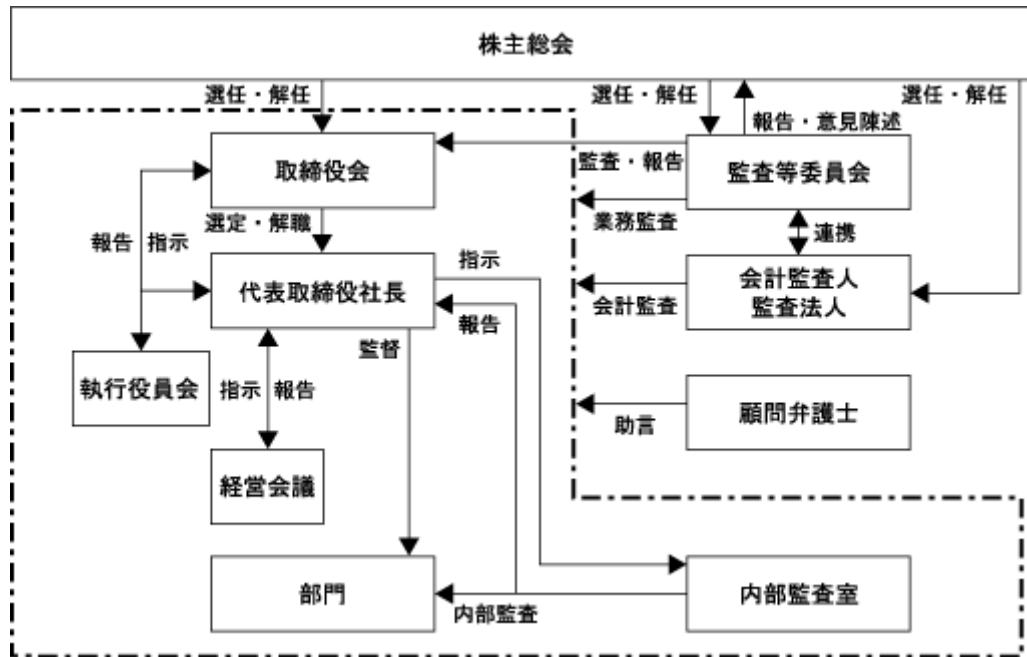 株主総会
選任・解任
選任・解任
選任・解任
報告・意見陳述
取締役会
監査・報告
監査等委員会
選定・解職
業務監査
連携
報告
指示
代表取締役社長
指示
会計監査
会計監査人
監査法人
報告
監督
執行役員会
指示
報告
助言
顧問弁護士
経営会議
部門
内部監査
内部監査室